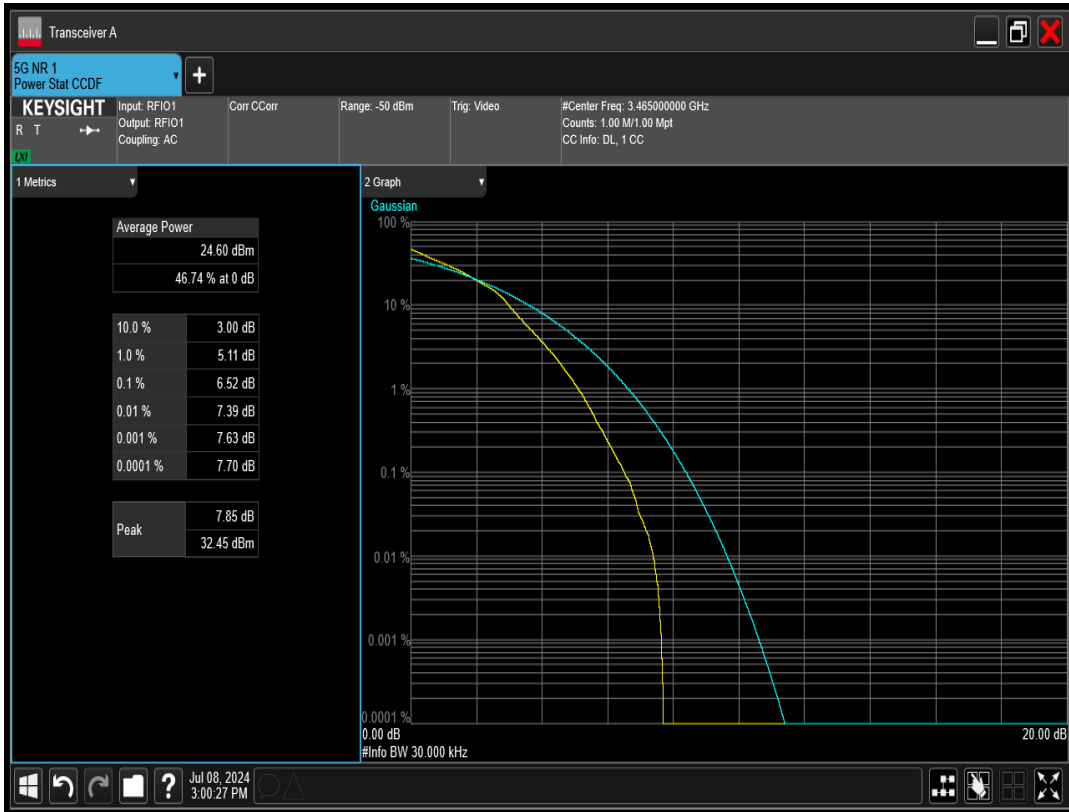 Transceiver A
5G NR 1
Power Stat CCDF
+
KEYSIGHT
R T
LXI
Input: RFIO1
Output: RFIO1
Coupling: AC
Corr CCorr
Range: -50 dBm
Trig: Video
#Center Freq: 3.465000000 GHz
Counts: 1.00 M/1.00 Mpt
CC Info: DL, 1 CC
1 Metrics
Average Power
24.60 dBm
46.74 % at 0 dB
10.0 % 3.00 dB
1.0 % 5.11 dB
0.1 % 6.52 dB
0.01 % 7.39 dB
0.001 % 7.63 dB
0.0001 % 7.70 dB
Peak
7.85 dB
32.45 dBm
2 Graph
Gaussian
100 %
10 %
1 %
0.1 %
0.01 %
0.001 %
0.0001 %
0.00 dB 20.00 dB
#Info BW 30.000 kHz
?
Jul 08, 2024
3:00:27 PM